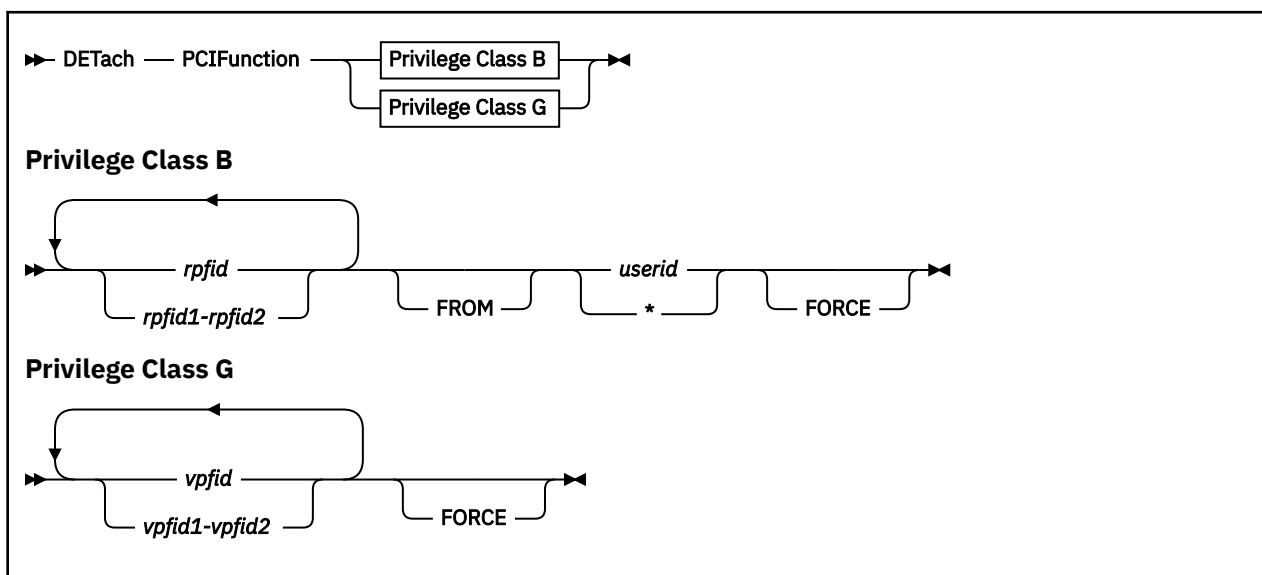 DETach PCIFunction Privilege Class B
Privilege Class G
Privilege Class B
rpfid userid
rpfid1-rpfid2 FROM * FORCE
Privilege Class G
vpfid
vpfid1-vpfid2 FORCE